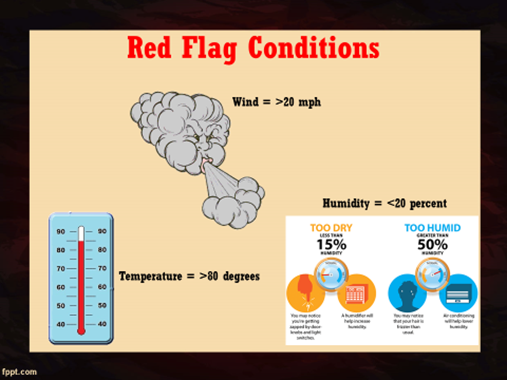 Red Flag Conditions
Wind = >20 mph
Humidity = <20 percent
TOO DRY
LESS THAN
15%
HUMIDITY
TOO HUMID
GREATER THAN
50%
HUMIDITY
90 90
80 80
70 70
60 60
50 50
40 40
Temperature = >80 degrees
You may notice
you're getting
zapped by door
knobs and light
switches.
A humidifier will
help increase
humidity.
You may notice
that your hair is
frizzier than
usual.
Air conditioning
will help lower
humidity.
fppt.com